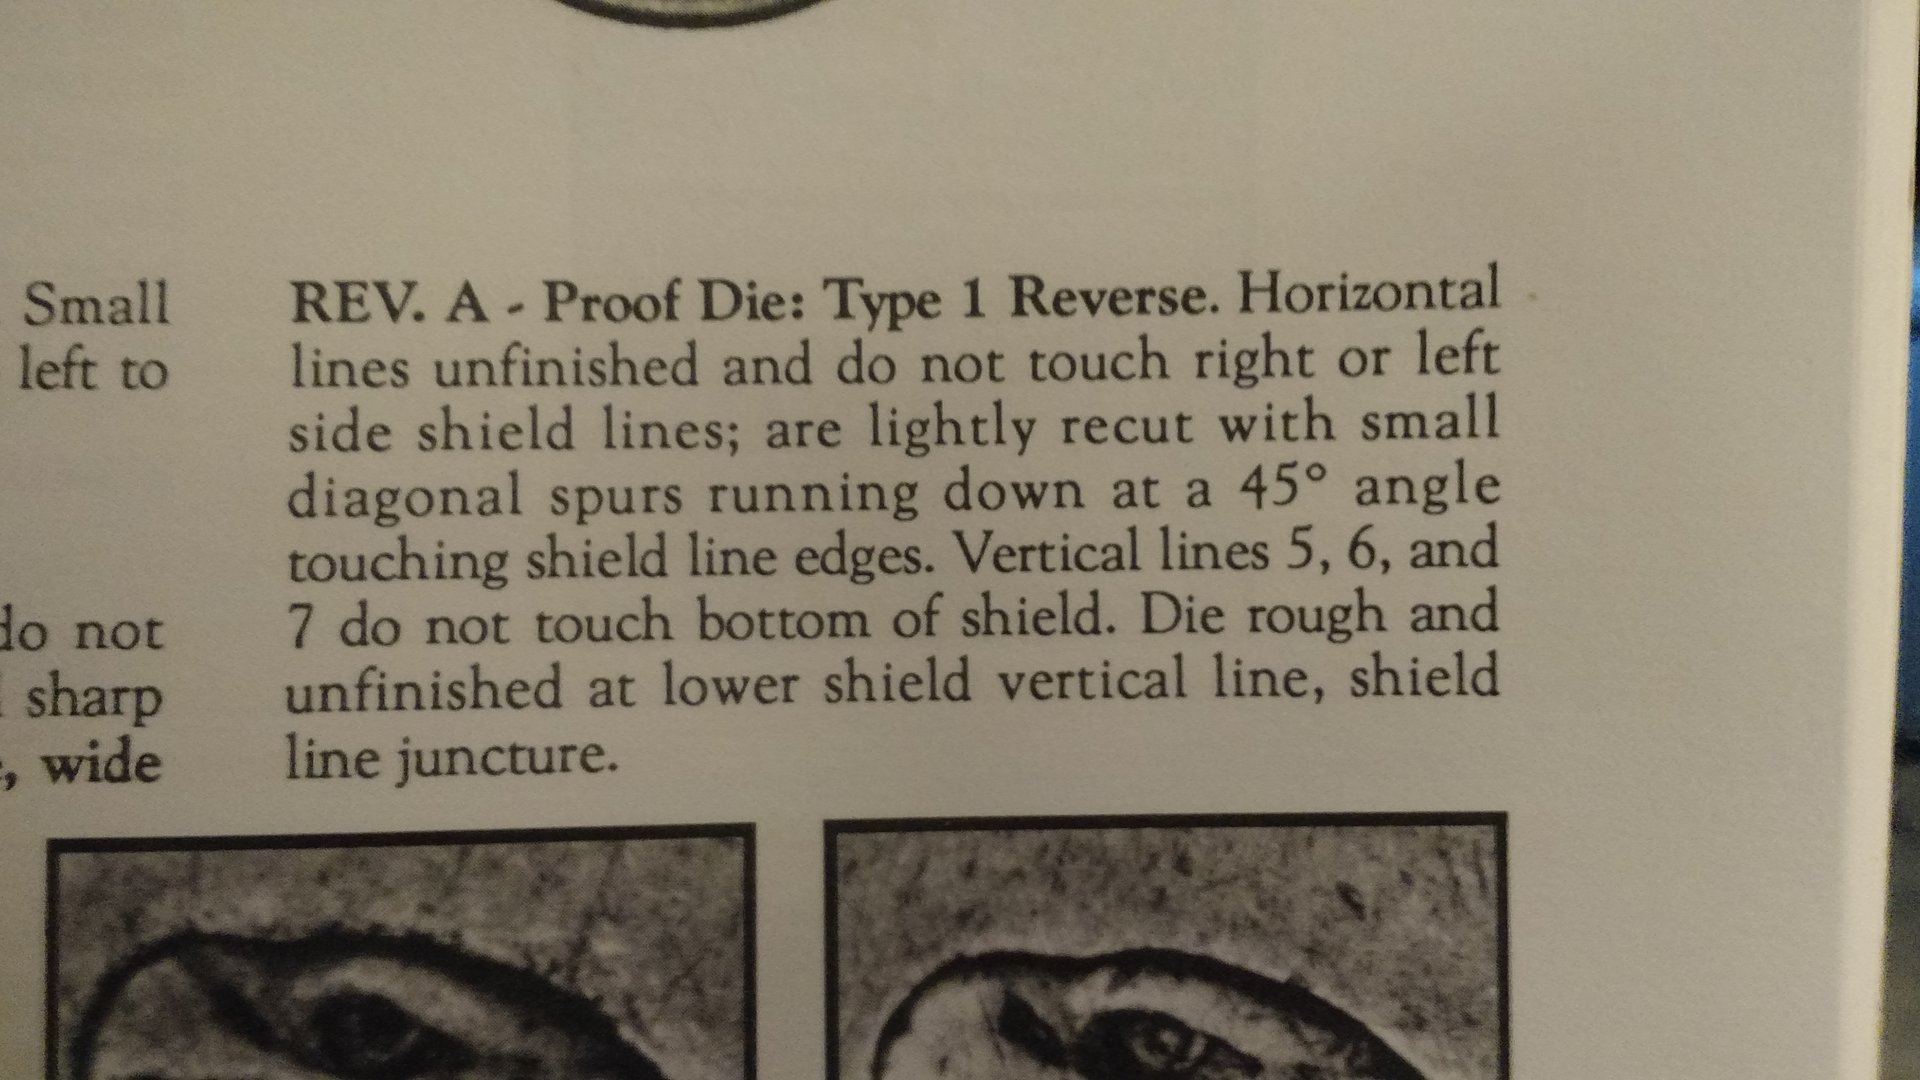 Small
left to
do not
sharp
, wide
REV. A - Proof Die: Type 1 Reverse. Horizontal
lines unfinished and do not touch right or left
side shield lines; are lightly recut with small
diagonal spurs running down at a 45° angle
touching shield line edges. Vertical lines 5, 6, and
7 do not touch bottom of shield. Die rough and
unfinished at lower shield vertical line, shield
line juncture.